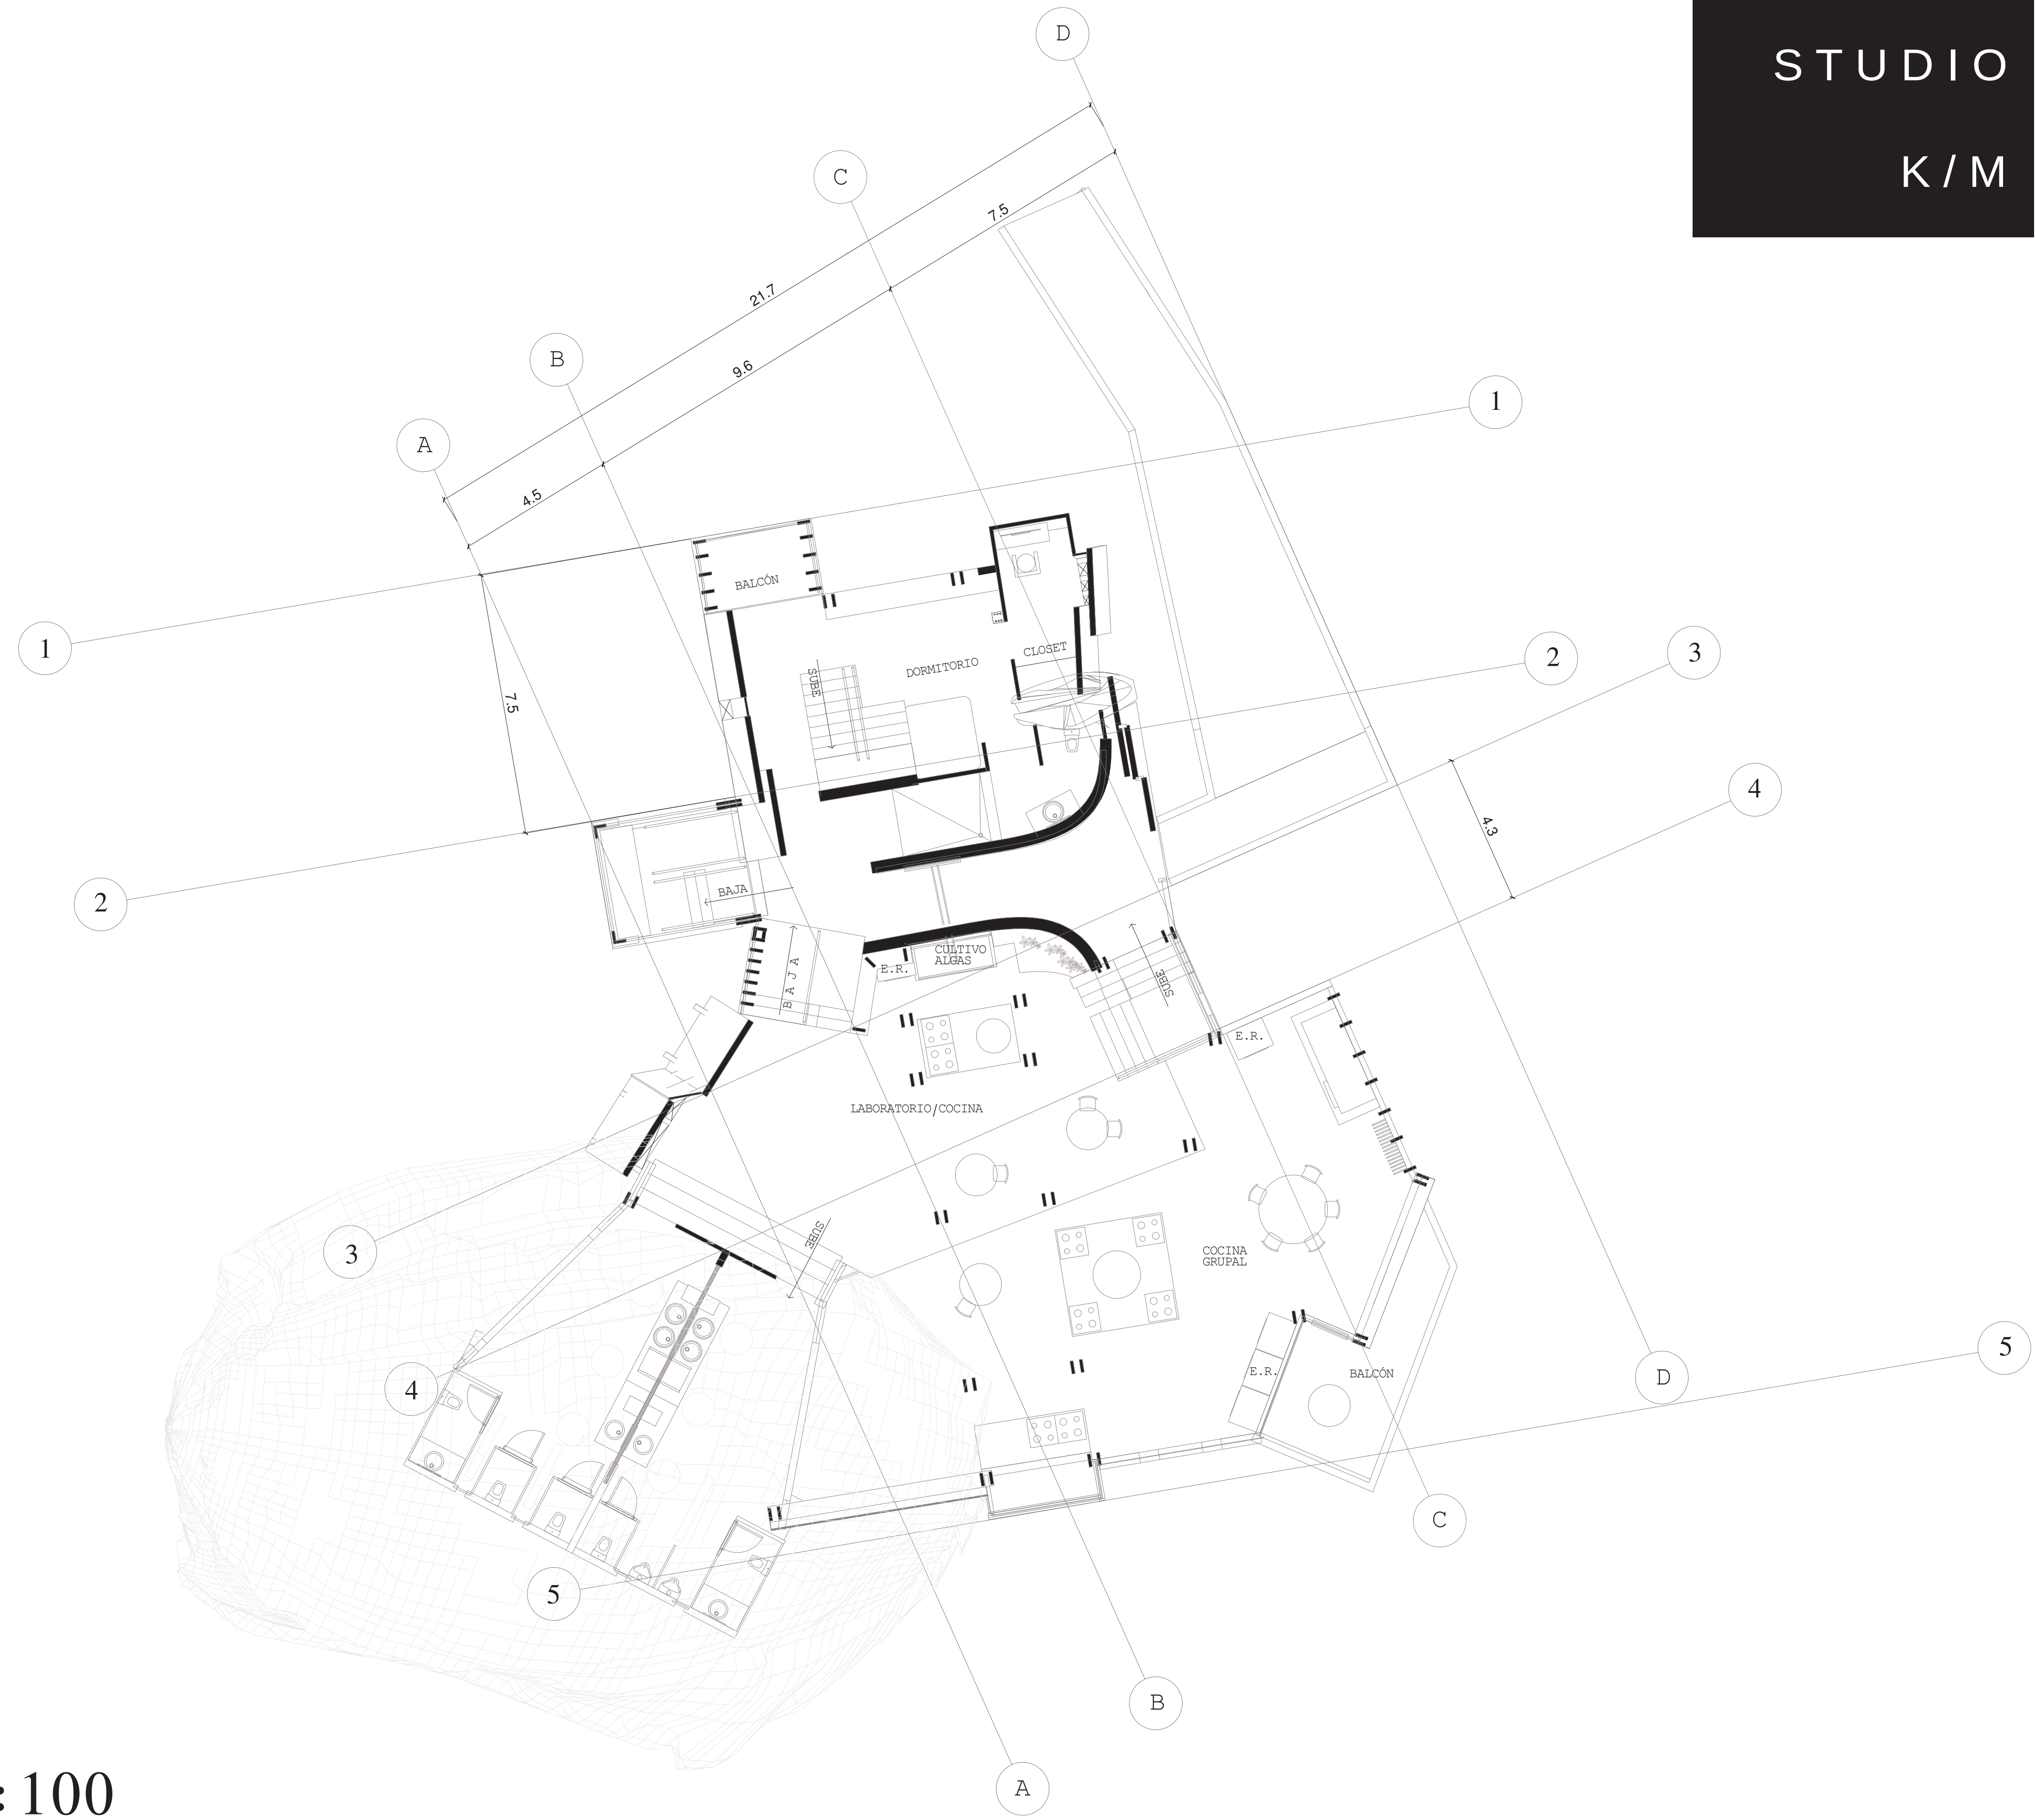 STUDIO
K/M
D
C
7.5
21.7
B
9.6
1
A
4.5
BALCÓN
1
3
2
CLOSET
DORMITORIO
SUBE
7.5
4
4.3
BAJA
2
CULTIVO
ALGAS
E.R.
BAJA
SUBE
E.R.
LABORATORIO/COCINA
SUBE
3
COCINA
GRUPAL
5
E.R.
BALCÓN
D
4
C
5
B
A
:100